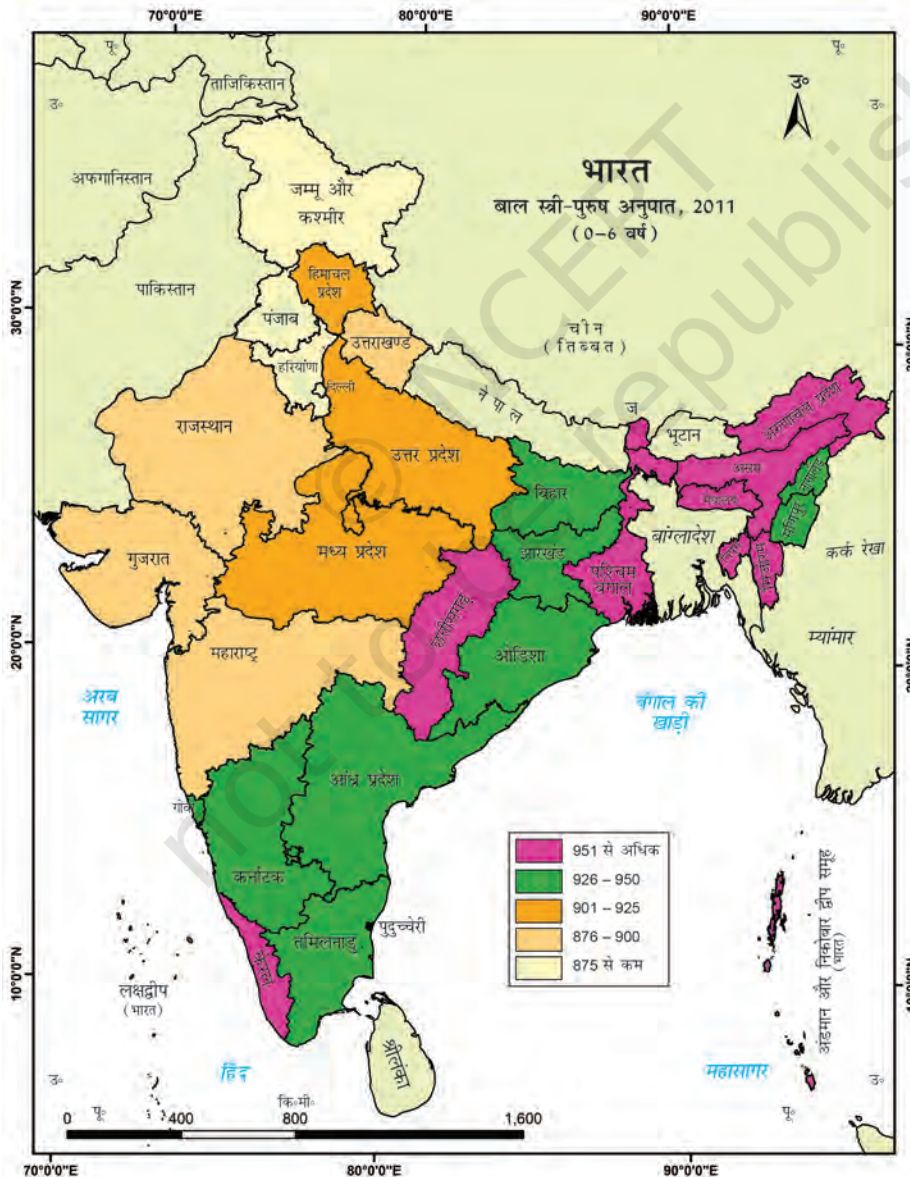 70°0'0"E 80°0'0"E 90°0'0"E
पू॰ पू॰
ताजिकिस्तान
उ॰ उ॰
भारत
बाल स्त्री-पुरुष अनुपात, 2011
(0–6 वर्ष)
अफगानिस्तान
जम्मू और
कश्मीर
हिमाचल
प्रदेश
पाकिस्तान
30°0'0"N
पंजाब
चीन
(तिब्बत)
उत्तराखण्ड
हरियाणा
दिल्ली
नेपाल
अरुणाचल प्रदेश
राजस्थान
भूटान
उत्तर प्रदेश
असम
बिहार
मेघालय
मणिपुर
बांग्लादेश
कर्क रेखा
मध्य प्रदेश
झारखंड
गुजरात
पश्चिम
बंगाल
छत्तीसगढ़
म्यांमार
20°0'0"N
महाराष्ट्र
ओडिशा
अरब
सागर
बंगाल की
खाड़ी
आंध्र प्रदेश
951 से अधिक
926 – 950
901 – 925
876 – 900
875 से कम
कर्नाटक
पुदुच्चेरी
तमिलनाडु
केरल
अंडमान और निकोबार द्वीप समूह
(भारत)
10°0'0"N
लक्षद्वीप
(भारत)
श्रीलंका
हिंद महासागर
उ॰ उ॰
कि॰मी॰
पू॰ पू॰
0 400 800 1,600
70°0'0"E 80°0'0"E 90°0'0"E
© NCERT
not to be republish